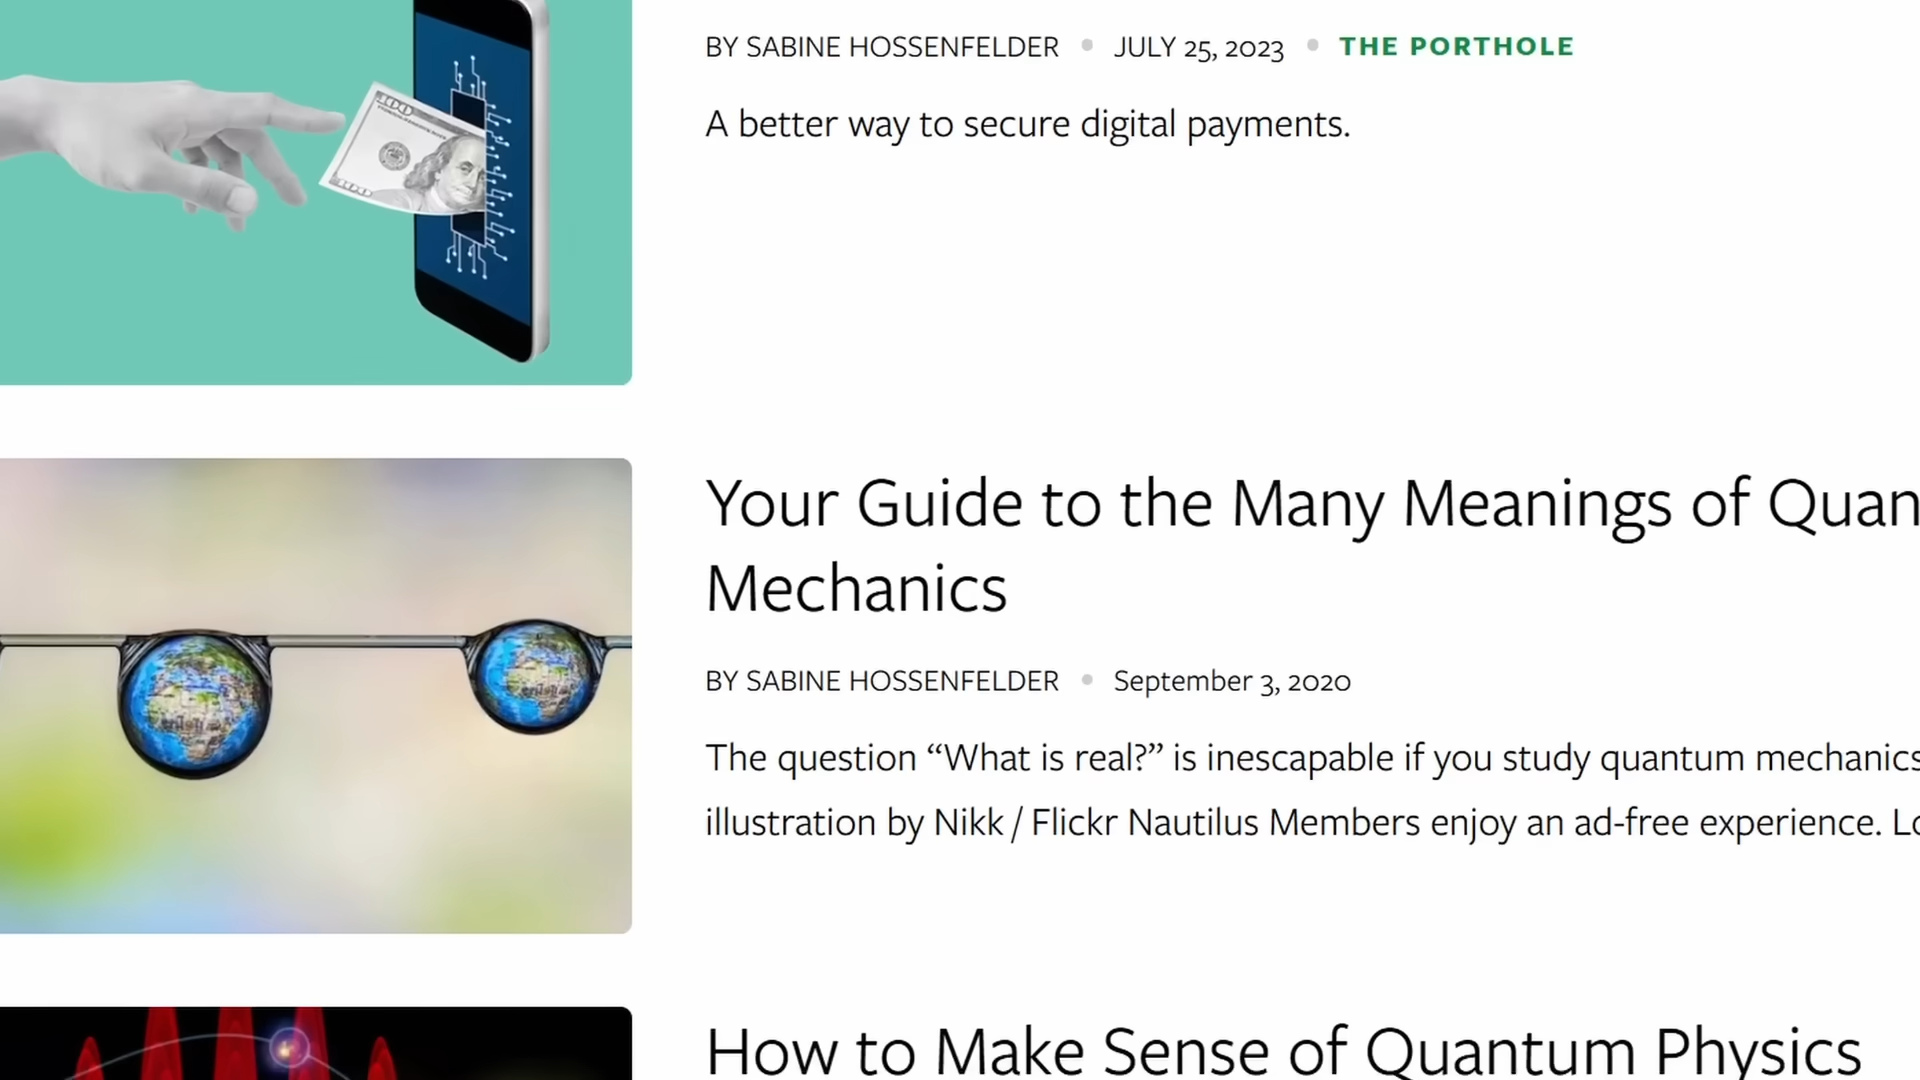 BY SABINE HOSSENFELDER • JULY 25, 2023 • THE PORTHOLE
A better way to secure digital payments.
Your Guide to the Many Meanings of Quan
Mechanics
BY SABINE HOSSENFELDER • September 3, 2020
The question “What is real?” is inescapable if you study quantum mechanics
illustration by Nikk / Flickr Nautilus Members enjoy an ad-free experience. Lo
How to Make Sense of Quantum Physics